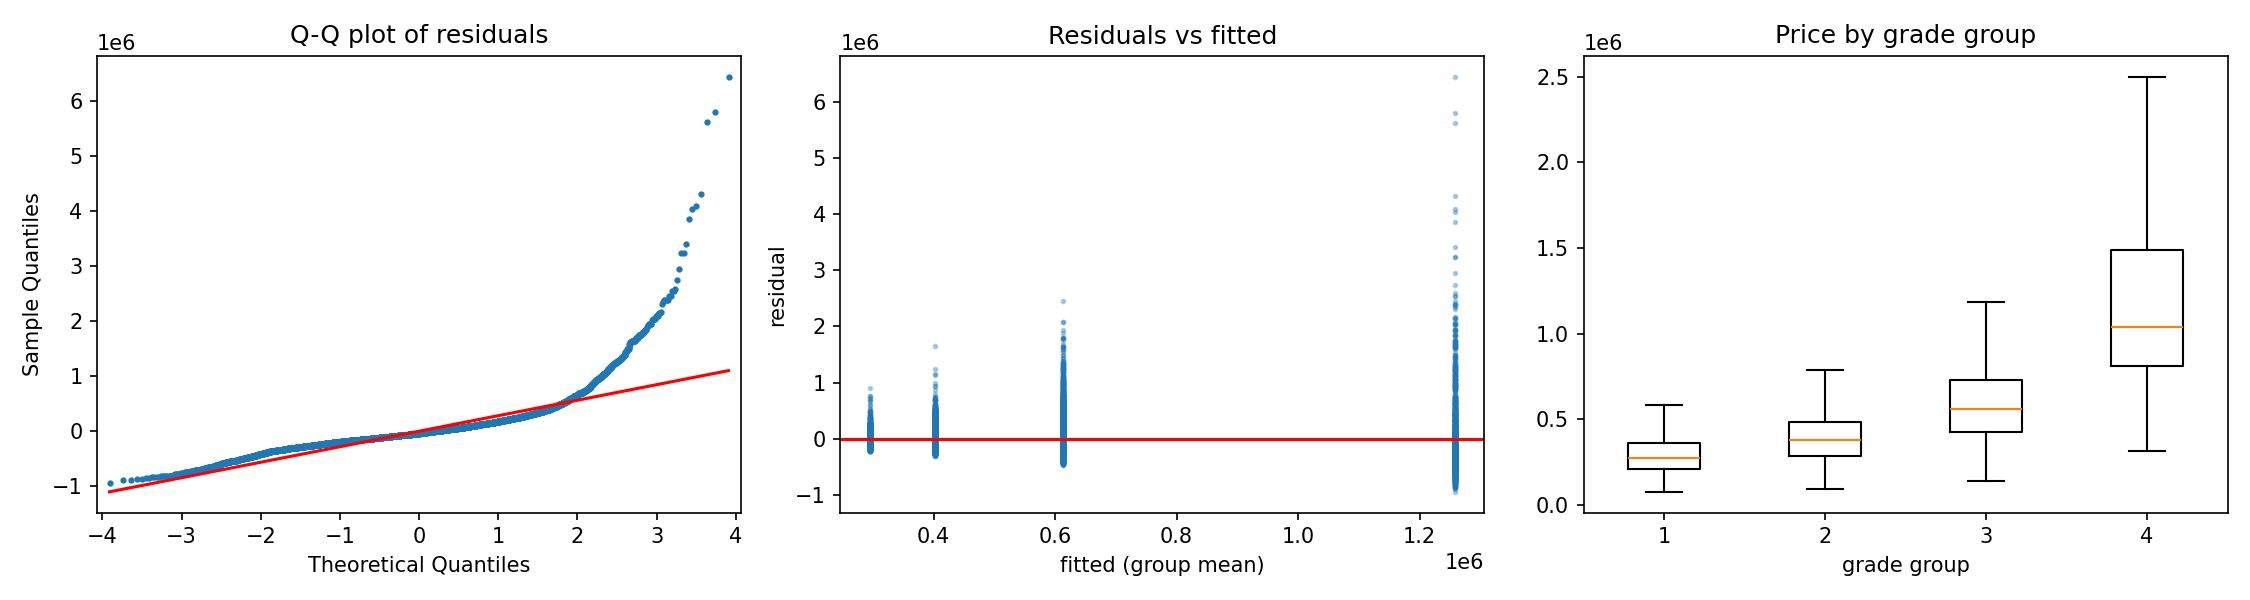 Q-Q plot of residuals
1e6
6
5
4
3
2
1
0
−1
Sample Quantiles
−4 −3 −2 −1 0 1 2 3 4
Theoretical Quantiles
Residuals vs fitted
1e6
6
5
4
3
2
1
0
−1
residual
0.4 0.6 0.8 1.0 1.2
1e6
fitted (group mean)
Price by grade group
1e6
2.5
2.0
1.5
1.0
0.5
0.0
1 2 3 4
grade group